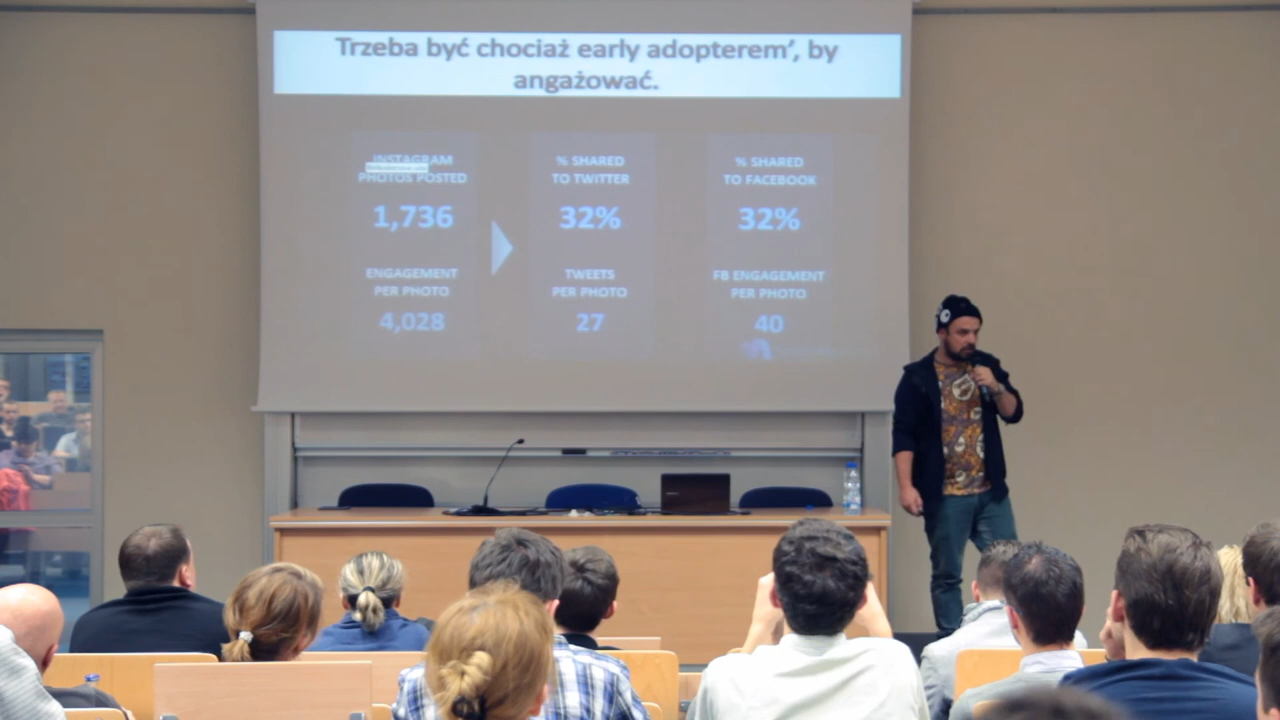 Trzeba być chociaż early adopterem’, by
angażować.
INSTAGRAM
PHOTOS POSTED
1,736
ENGAGEMENT
PER PHOTO
4,028
% SHARED
TO TWITTER
32%
TWEETS
PER PHOTO
27
% SHARED
TO FACEBOOK
32%
FB ENGAGEMENT
PER PHOTO
40